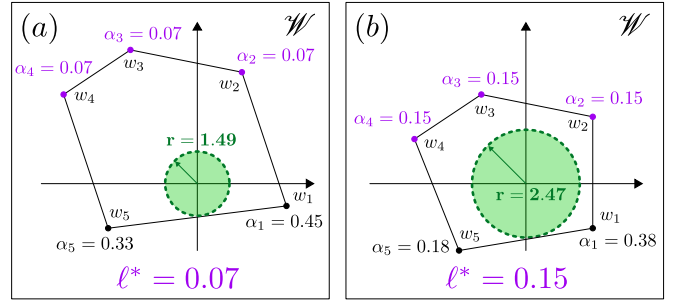 (a)
𝒲
α₃ = 0.07
α₂ = 0.07
α₄ = 0.07
w₃
w₂
w₄
r = 1.49
w₁
w₅
α₁ = 0.45
α₅ = 0.33
ℓ* = 0.07
(b)
𝒲
α₃ = 0.15
α₂ = 0.15
α₄ = 0.15
w₃
w₂
w₄
r = 2.47
w₁
w₅
α₁ = 0.38
α₅ = 0.18
ℓ* = 0.15